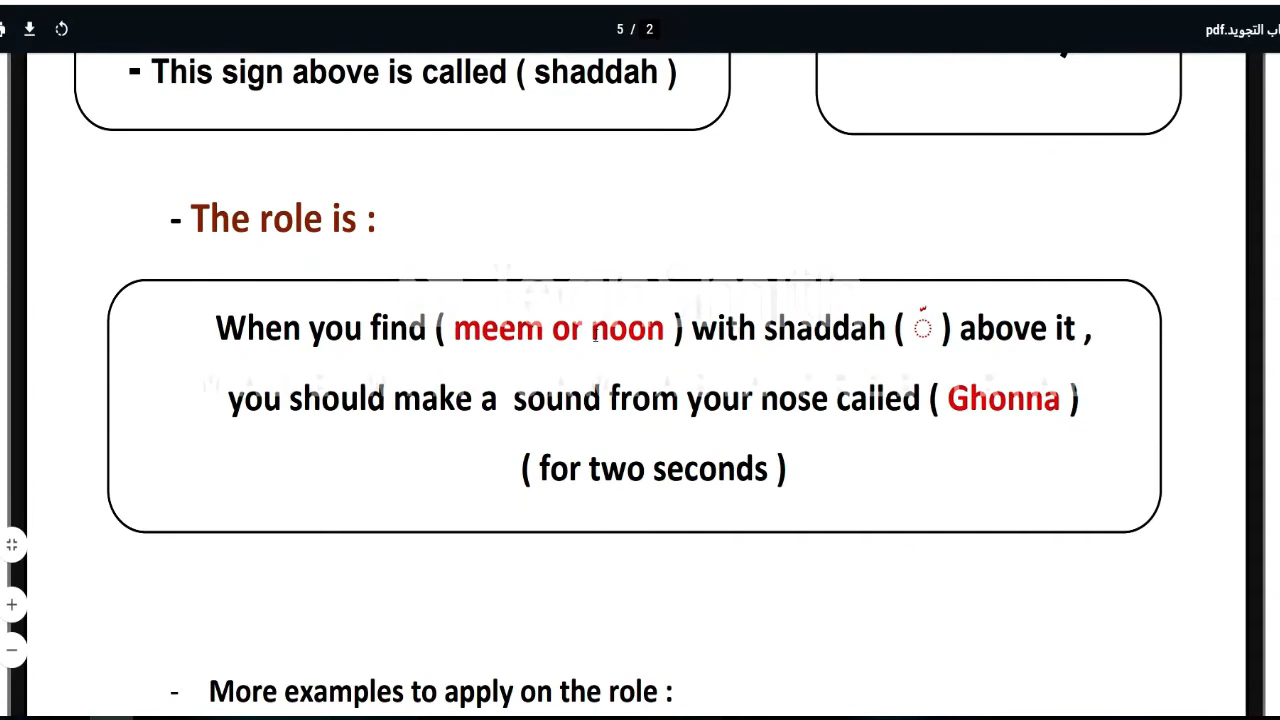 5 / 2
اب التجويد.pdf
- This sign above is called ( shaddah )
- The role is :
When you find ( meem or noon ) with shaddah ( ّ ) above it ,
you should make a sound from your nose called ( Ghonna )
( for two seconds )
- More examples to apply on the role :